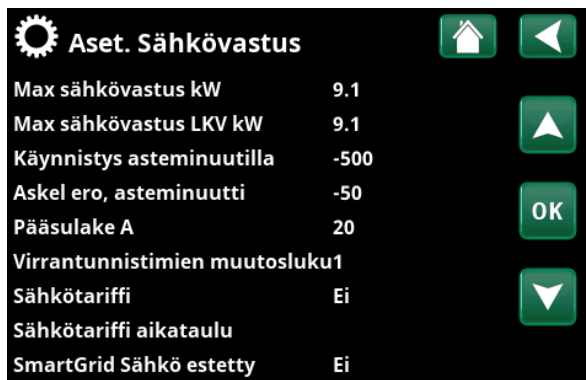 Aset. Sähkövastus
Max sähkövastus kW 9.1
Max sähkövastus LKV kW 9.1
Käynnistys asteminuutilla -500
Askel ero, asteminuutti -50
Pääsulake A 20
Virrantunnistimien muutosluku1
Sähkötariffi Ei
Sähkötariffi aikataulu
SmartGrid Sähkö estetty Ei
OK